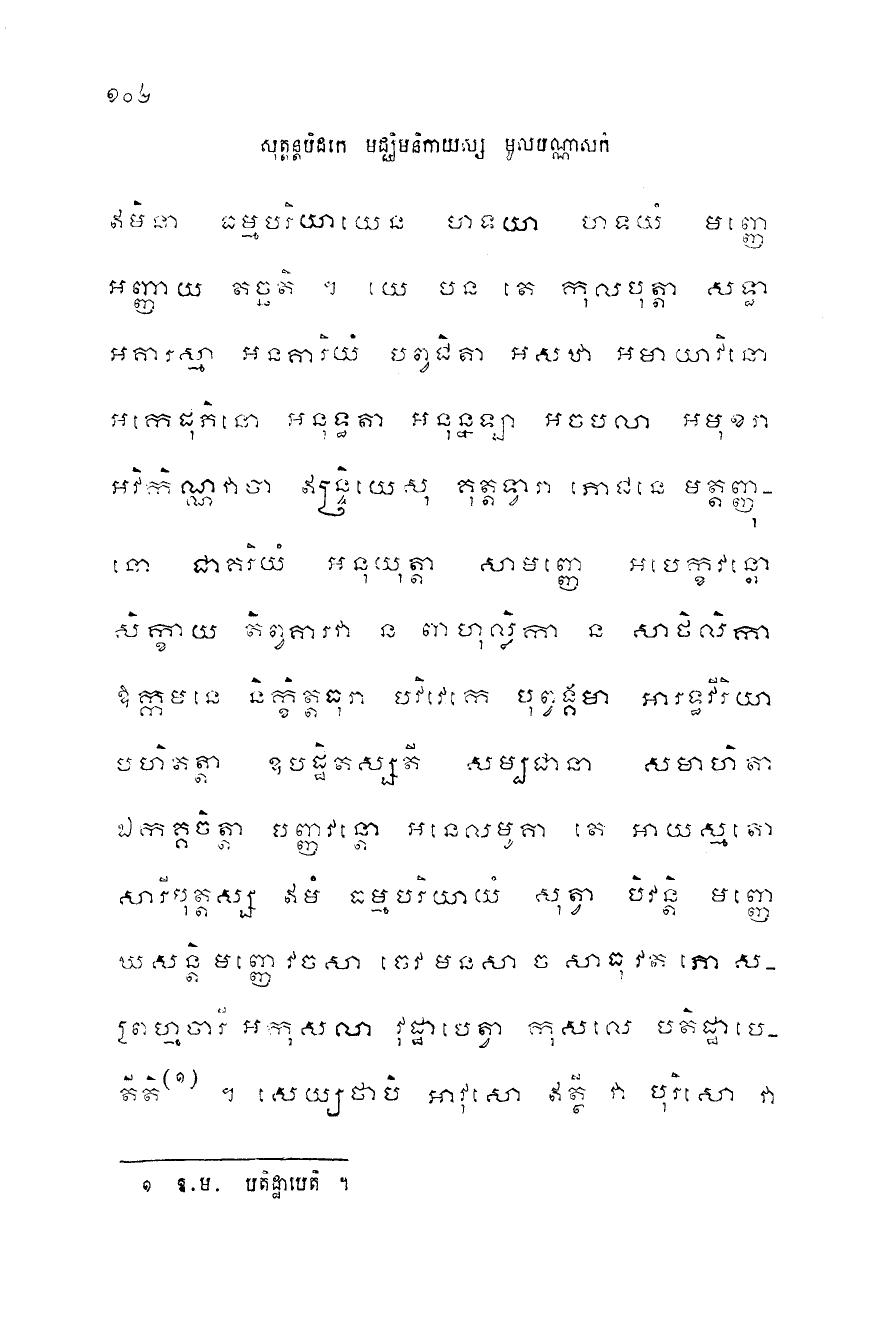 ១០៦
សុត្តន្តបិដកេ មជ្ឈិមនិកាយស្ស មូលបណ្ណាសកំ
ឥមិនា ធម្មបរិយាយេន ហទយា ហទយំ មញ្ញេ
អញ្ញាយ តច្ឆតិ ។ យេ បន តេ កុលបុត្តា សទ្ធា
អគារស្មា អនគារិយំ បព្វជិតា អសឋា អមាយាវិនោ
អកេដុភិនោ អនុទ្ធតា អនុន្នឡា អចបលា អមុខរា
អវិកិណ្ណវាចា ឥន្ទ្រិយេសុ គុត្តទ្វារា ភោជនេ មត្តញ្ញុ-
នោ ជាគរិយំ អនុយុត្តា សាមញ្ញេ អបេក្ខវន្តោ
សិក្ខាយ តិព្វគារវា ន ពាហុល្លិកា ន សាថិលិកា
ឱក្កមនេ និក្ខិត្តធុរា បវិវេកេ បុព្វង្គមា អារទ្ធវីរិយា
បហិតត្តា ឧបដ្ឋិតស្សតី សម្បជានា សមាហិតា
ឯកគ្គចិត្តា បញ្ញវន្តោ អនេលមូគា តេ អាយស្មតោ
សារីបុត្តស្ស ឥមំ ធម្មបរិយាយំ សុត្វា បិវន្តិ មញ្ញេ
ឃសន្តិ មញ្ញេ វចសា ចេវ មនសា ច សាធុ វត ភោ ស-
ព្រហ្មចារី អកុសលា វុដ្ឋាបេត្វា កុសលេ បតិដ្ឋាបេ-
តីតិ(១) ។ សេយ្យថាបិ អាវុសោ ឥត្ថី វា បុរិសោ វា
១ ឱ.ម. បតិដ្ឋាបេតិ ។